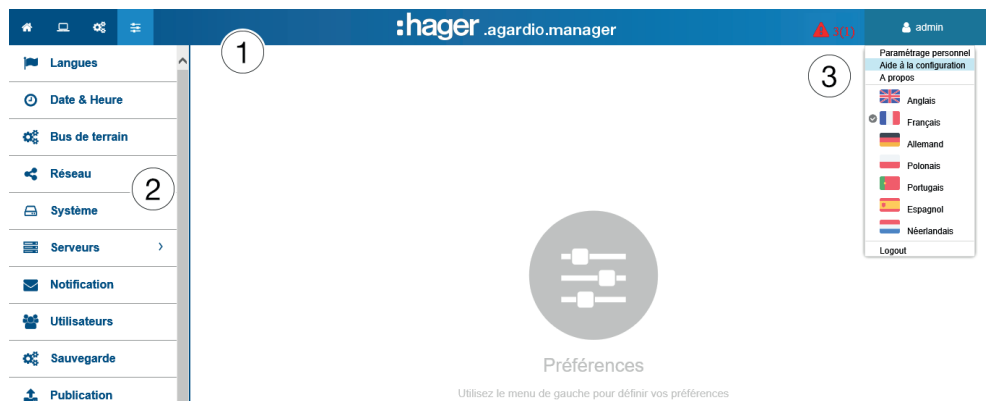 :hager .agardio.manager
3(1)
admin
1
2
3
Langues
Date & Heure
Bus de terrain
Réseau
Système
Serveurs
Notification
Utilisateurs
Sauvegarde
Publication
Paramétrage personnel
Aide à la configuration
A propos
Anglais
Français
Allemand
Polonais
Portugais
Espagnol
Néerlandais
Logout
Préférences
Utilisez le menu de gauche pour définir vos préférences